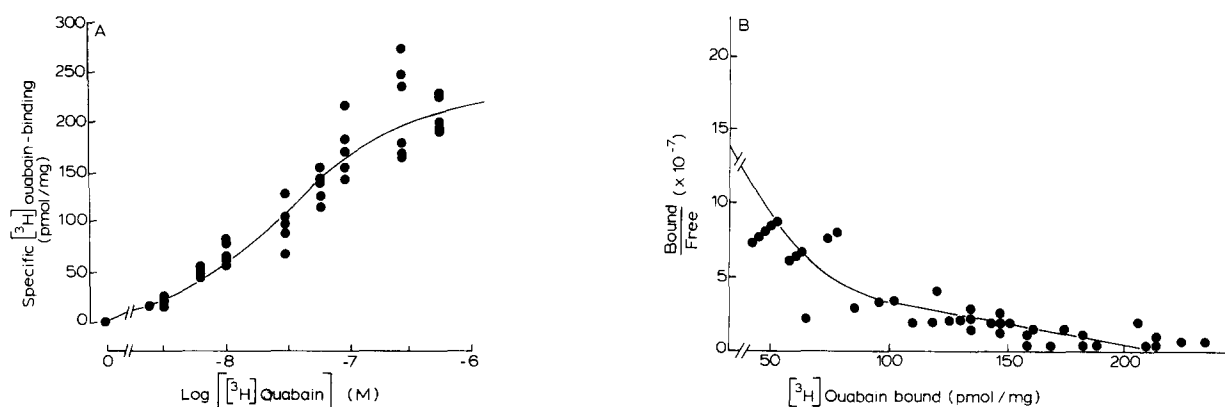 A
300
250
200
150
100
50
0
Specific [³H] ouabain-binding
(pmol/mg)
0 -8 -7 -6
Log [[³H]Ouabain] (M)
B
20
15
10
5
0
Bound
Free
(x 10⁻⁷)
50 100 150 200
[³H] Ouabain bound (pmol/mg)